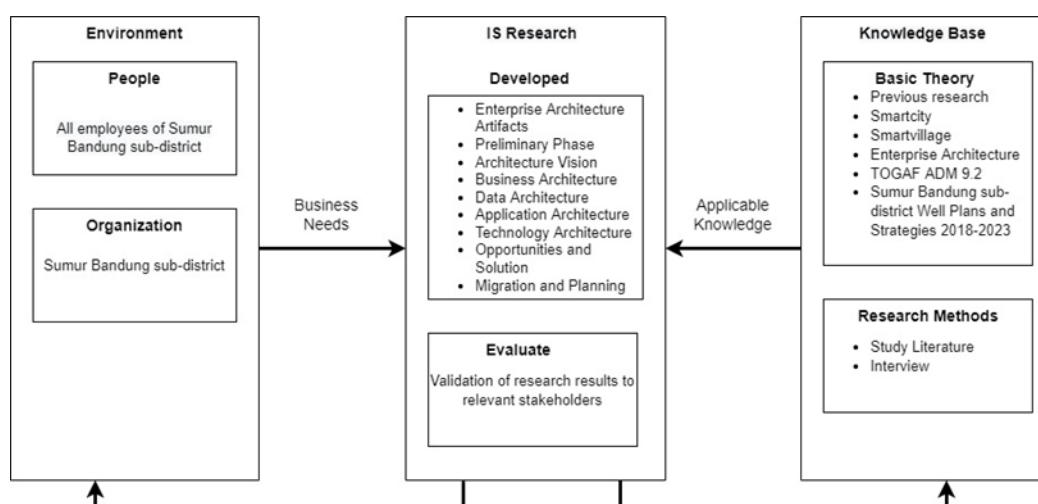 Environment
People
All employees of Sumur
Bandung sub-district
Organization
Sumur Bandung sub-district
Business
Needs
IS Research
Developed
• Enterprise Architecture
Artifacts
• Preliminary Phase
• Architecture Vision
• Business Architecture
• Data Architecture
• Application Architecture
• Technology Architecture
• Opportunities and
Solution
• Migration and Planning
Evaluate
Validation of research results to
relevant stakeholders
Applicable
Knowledge
Knowledge Base
Basic Theory
• Previous research
• Smartcity
• Smartvillage
• Enterprise Architecture
• TOGAF ADM 9.2
• Sumur Bandung sub-
district Well Plans and
Strategies 2018-2023
Research Methods
• Study Literature
• Interview